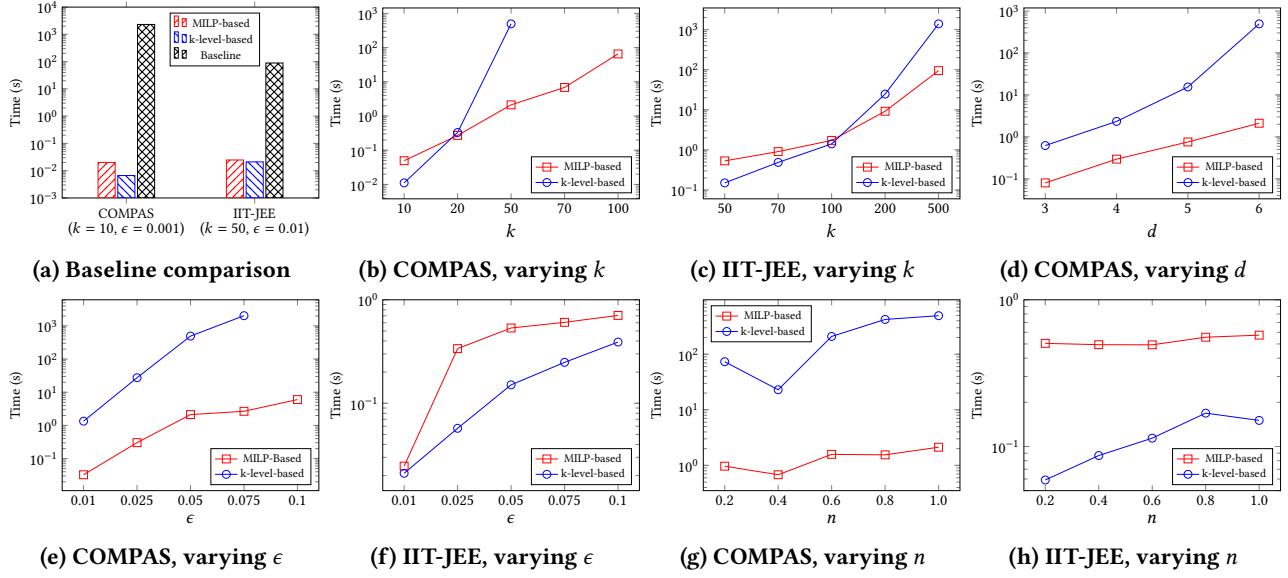 10^4
10^3
10^2
10^1
10^0
10^−1
10^−2
10^−3
Time (s)
MILP-based
k-level-based
Baseline
COMPAS
(k = 10, ϵ = 0.001)
IIT-JEE
(k = 50, ϵ = 0.01)
(a) Baseline comparison
10^3
10^2
10^1
10^0
10^−1
10^−2
Time (s)
MILP-based
k-level-based
10 20 50 70 100
k
(b) COMPAS, varying k
10^3
10^2
10^1
10^0
10^−1
Time (s)
MILP-based
k-level-based
50 70 100 200 500
k
(c) IIT-JEE, varying k
10^3
10^2
10^1
10^0
10^−1
Time (s)
MILP-based
k-level-based
3 4 5 6
d
(d) COMPAS, varying d
10^3
10^2
10^1
10^0
10^−1
Time (s)
MILP-based
k-level-based
0.01 0.025 0.05 0.075 0.1
ϵ
(e) COMPAS, varying ϵ
10^0
10^−1
Time (s)
MILP-based
k-level-based
0.01 0.025 0.05 0.075 0.1
ϵ
(f) IIT-JEE, varying ϵ
MILP-based
k-level-based
10^2
10^1
10^0
Time (s)
0.2 0.4 0.6 0.8 1.0
n
(g) COMPAS, varying n
10^0
10^−1
Time (s)
MILP-based
k-level-based
0.2 0.4 0.6 0.8 1.0
n
(h) IIT-JEE, varying n